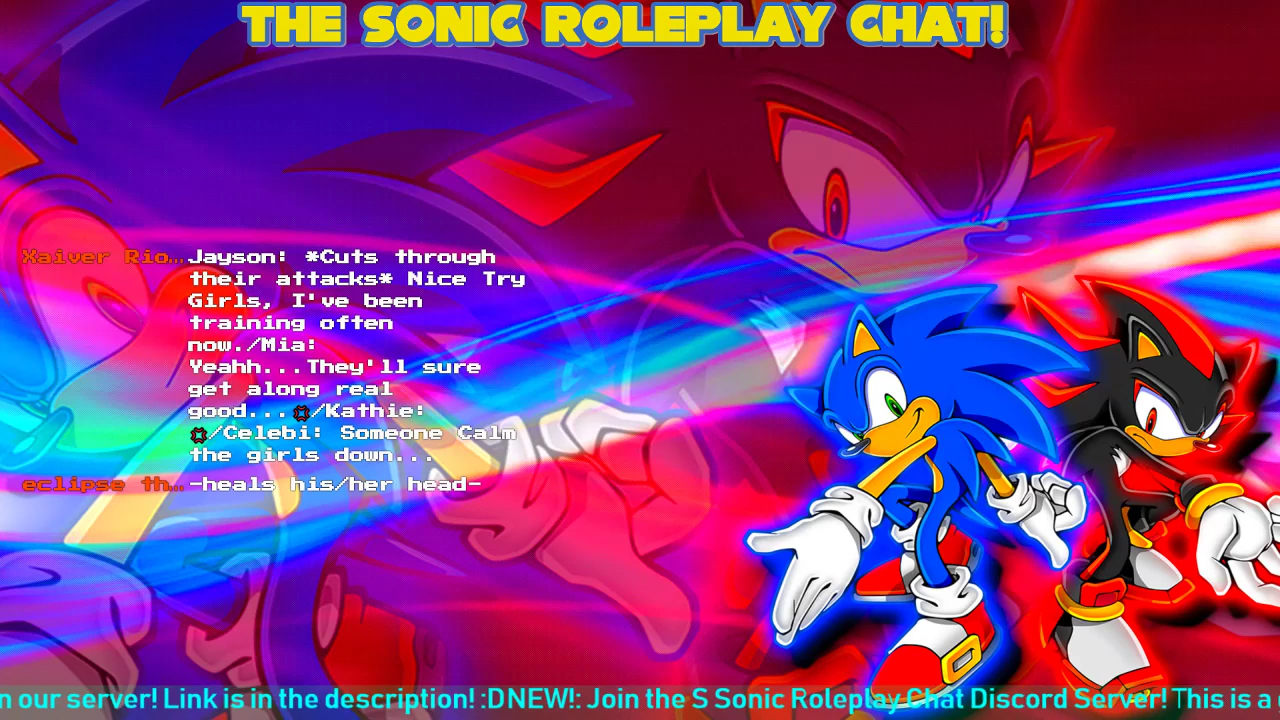 THE SONIC ROLEPLAY CHAT!
Xaiver Rio... Jayson: *Cuts through
their attacks* Nice Try
Girls, I've been
training often
now./Mia:
Yeahh...They'll sure
get along real
good...💢/Kathie:
💢/Celebi: Someone Calm
the girls down...
eclipse th... -heals his/her head-
n our server! Link is in the description! :DNEW!: Join the S Sonic Roleplay Chat Discord Server! This is a